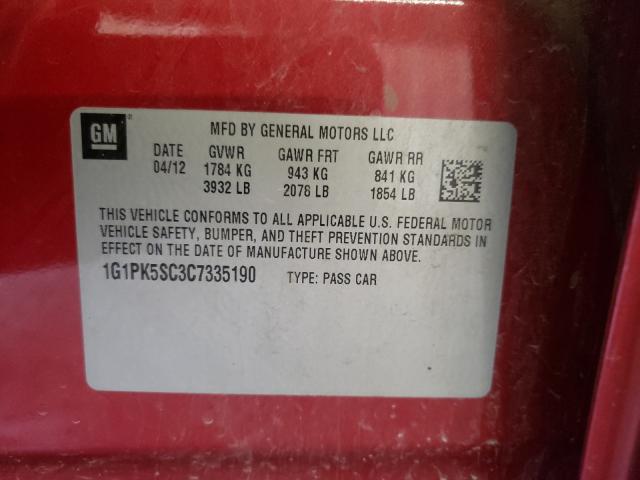 GM
MFD BY GENERAL MOTORS LLC
DATE GVWR GAWR FRT GAWR RR
04/12 1784 KG 943 KG 841 KG
3932 LB 2078 LB 1854 LB
THIS VEHICLE CONFORMS TO ALL APPLICABLE U.S. FEDERAL MOTOR
VEHICLE SAFETY, BUMPER, AND THEFT PREVENTION STANDARDS IN
EFFECT ON THE DATE OF MANUFACTURE SHOWN ABOVE.
1G1PK5SC3C7335190 TYPE: PASS CAR